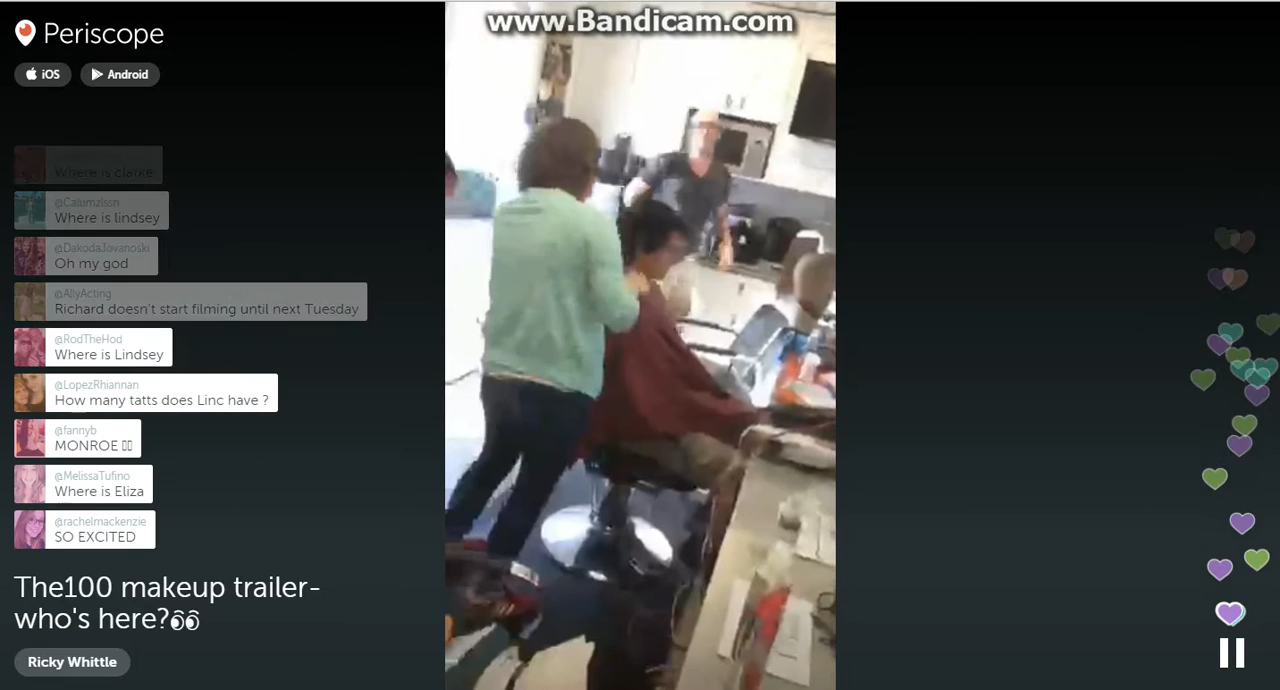 www.Bandicam.com
Periscope
iOS
Android
Where is clarke
@Calumzlssn
Where is lindsey
@DakodaJovanoski
Oh my god
@AllyActing
Richard doesn't start filming until next Tuesday
@RodTheHod
Where is Lindsey
@LopezRhiannan
How many tatts does Linc have ?
@fannyb
MONROE
@MelissaTufino
Where is Eliza
@rachelmackenzie
SO EXCITED
The100 makeup trailer-
who's here?👀
Ricky Whittle